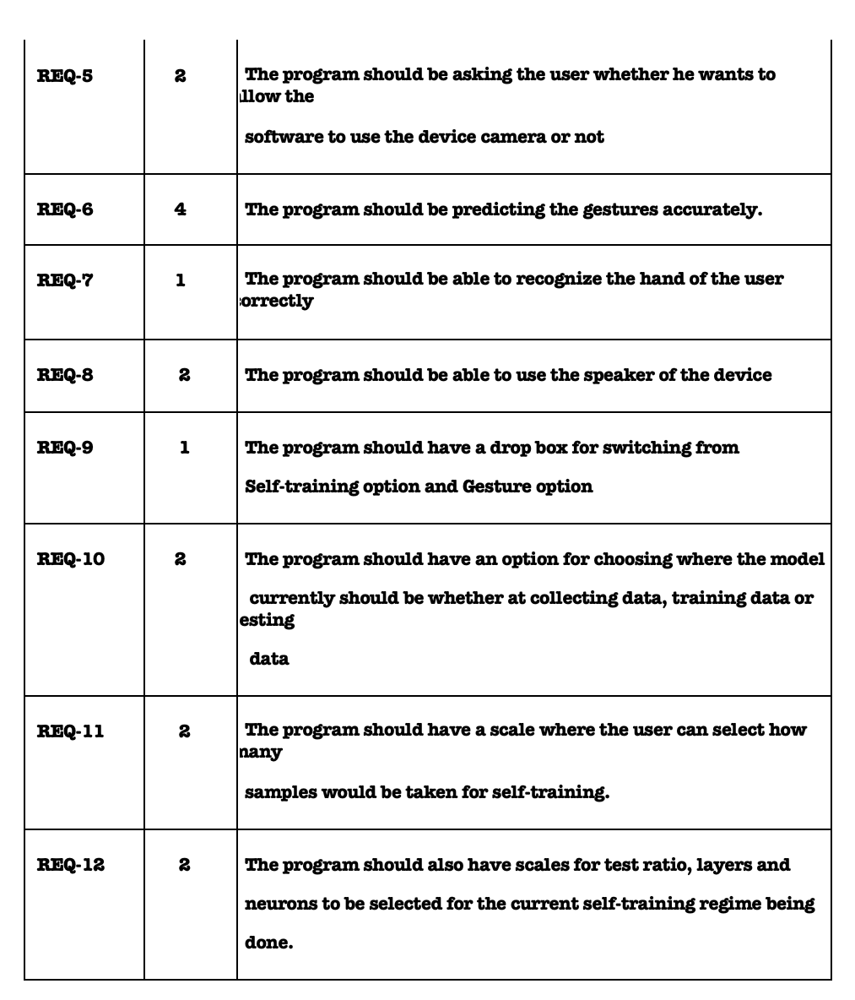 REQ-5 2 The program should be asking the user whether he wants to
allow the
software to use the device camera or not
REQ-6 4 The program should be predicting the gestures accurately.
REQ-7 1 The program should be able to recognize the hand of the user
correctly
REQ-8 2 The program should be able to use the speaker of the device
REQ-9 1 The program should have a drop box for switching from
Self-training option and Gesture option
REQ-10 2 The program should have an option for choosing where the model
currently should be whether at collecting data, training data or
esting
data
REQ-11 2 The program should have a scale where the user can select how
many
samples would be taken for self-training.
REQ-12 2 The program should also have scales for test ratio, layers and
neurons to be selected for the current self-training regime being
done.